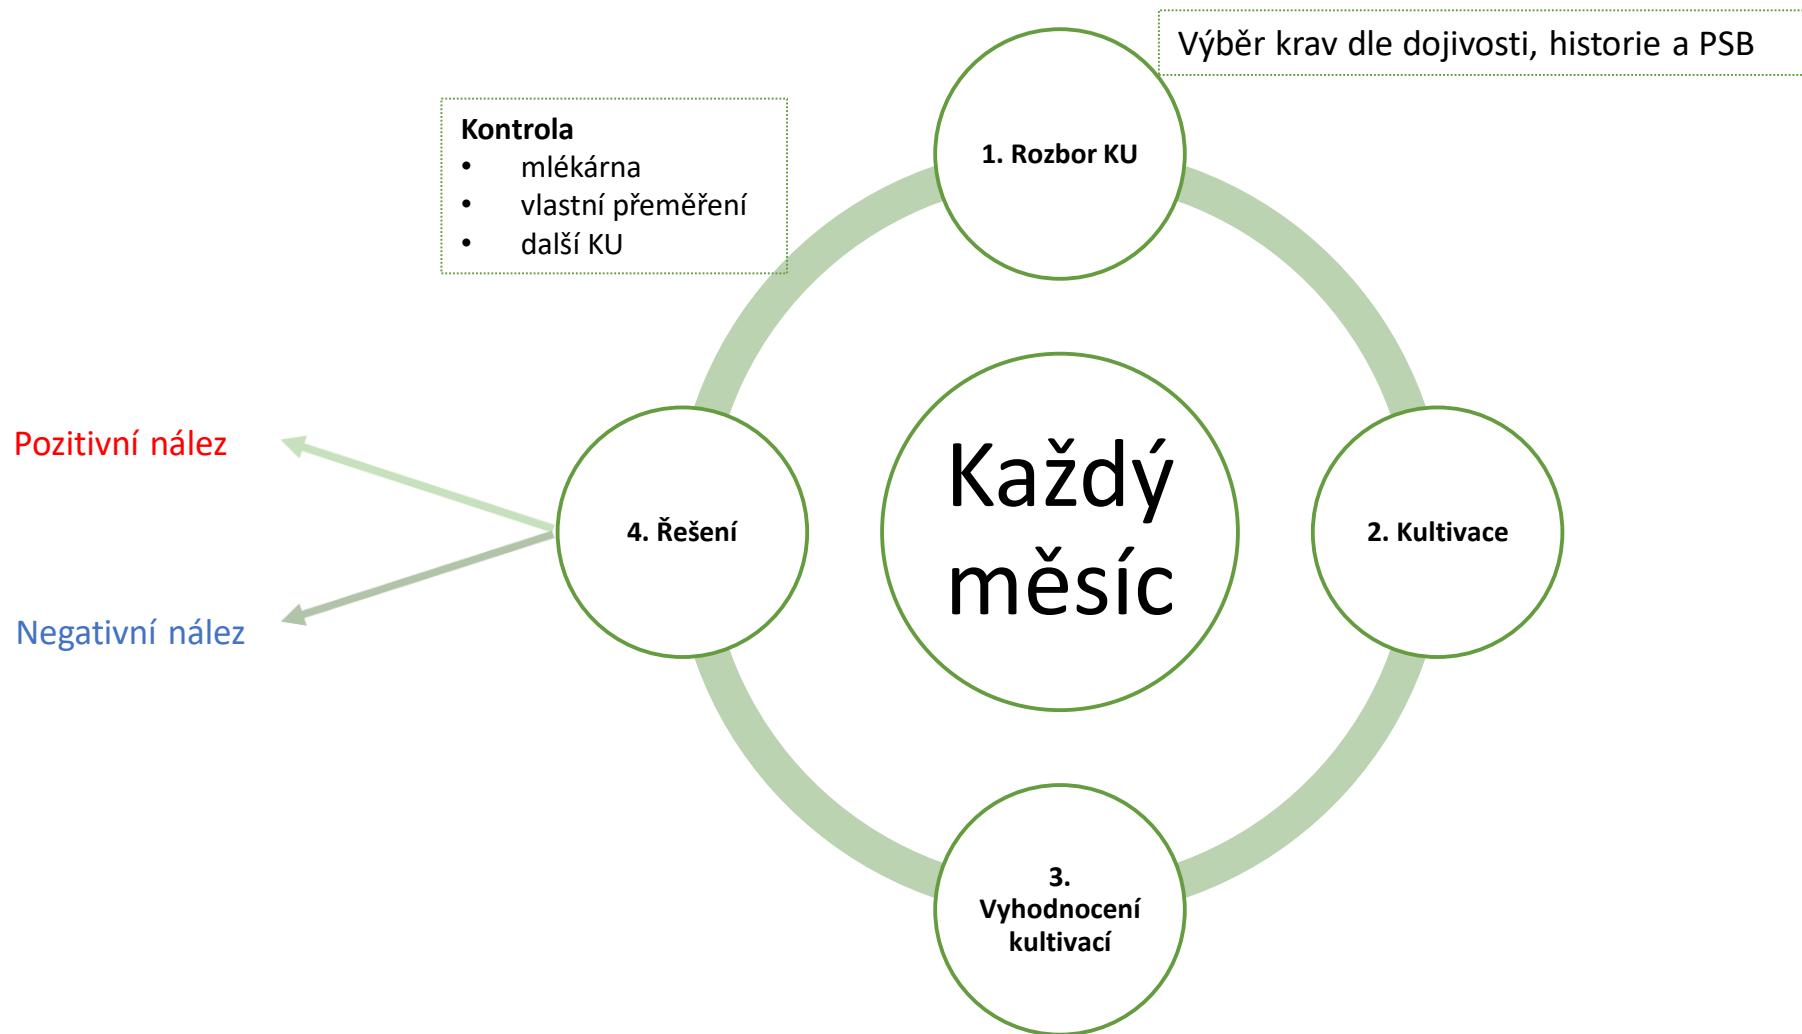 Výběr krav dle dojivosti, historie a PSB
Kontrola
• mlékárna
• vlastní přeměření
• další KU
1. Rozbor KU
Pozitivní nález
Negativní nález
4. Řešení
Každý
měsíc
2. Kultivace
3.
Vyhodnocení
kultivací